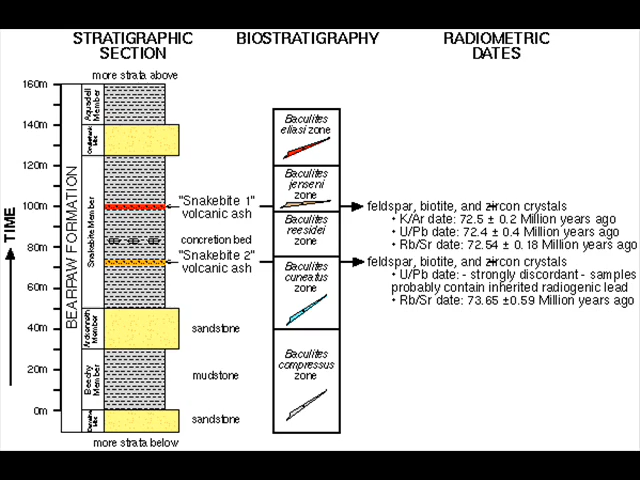 STRATIGRAPHIC
SECTION
BIOSTRATIGRAPHY
RADIOMETRIC
DATES
more strata above
160m
140m
120m
100m
80m
60m
40m
20m
0m
TIME
BEARPAW FORMATION
Aquadell
Member
Snakebite Member
Ardkenneth
Member
Beechy
Member
"Snakebite 1"
volcanic ash
concretion bed
"Snakebite 2"
volcanic ash
sandstone
mudstone
sandstone
more strata below
Baculites
eliasi zone
Baculites
jenseni
zone
Baculites
reesidei
zone
Baculites
cuneatus
zone
Baculites
compressus
zone
feldspar, biotite, and zircon crystals
• K/Ar date: 72.5 ± 0.2 Million years ago
• U/Pb date: 72.4 ± 0.4 Million years ago
• Rb/Sr date: 72.54 ± 0.18 Million years ago
feldspar, biotite, and zircon crystals
• U/Pb date: - strongly discordant - samples
probably contain inherited radiogenic lead
• Rb/Sr date: 73.65 ±0.59 Million years ago